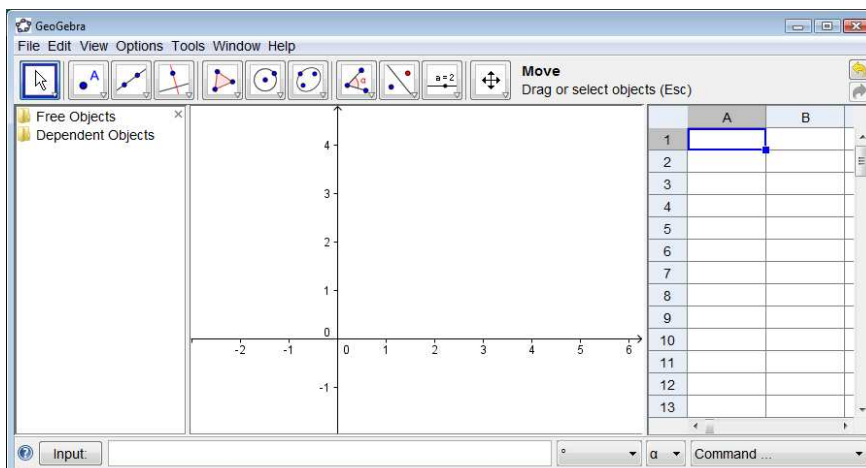 GeoGebra
File Edit View Options Tools Window Help
A
α
a=2
Move
Drag or select objects (Esc)
Free Objects
Dependent Objects
4
3
2
1
0
-2 -1 0 1 2 3 4 5 6
-1
A B
1
2
3
4
5
6
7
8
9
10
11
12
13
Input: ° α Command ...